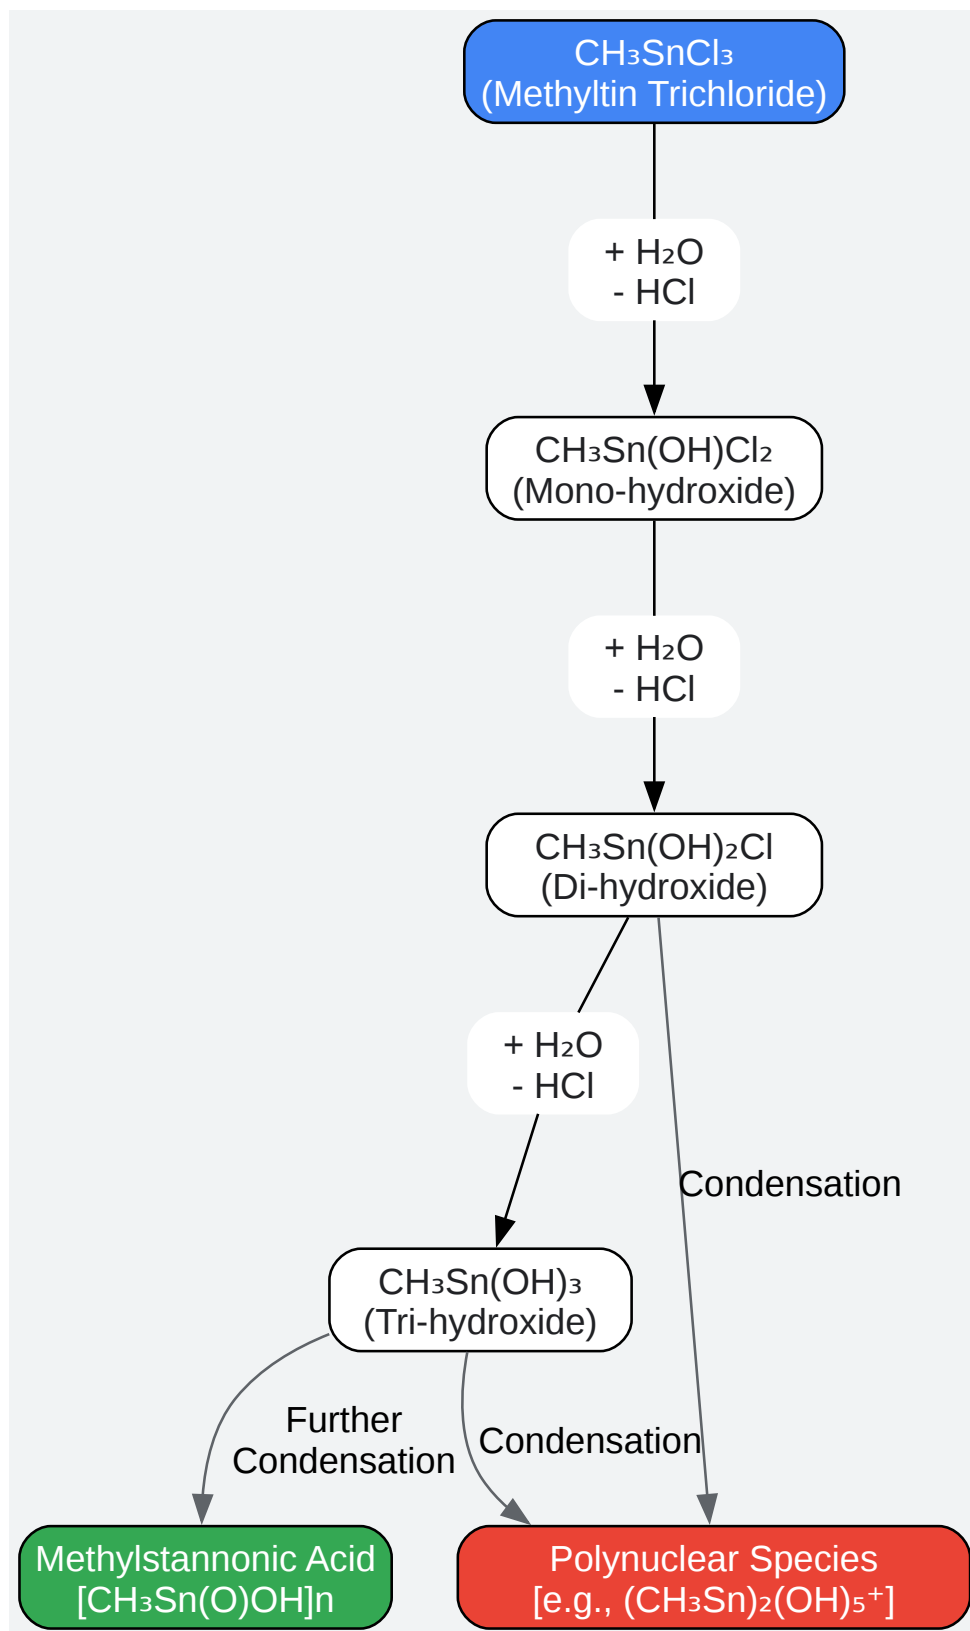 CH₃SnCl₃
(Methyltin Trichloride)
+ H₂O
- HCl
CH₃Sn(OH)Cl₂
(Mono-hydroxide)
+ H₂O
- HCl
CH₃Sn(OH)₂Cl
(Di-hydroxide)
+ H₂O
- HCl
Condensation
CH₃Sn(OH)₃
(Tri-hydroxide)
Further
Condensation
Condensation
Methylstannonic Acid
[CH₃Sn(O)OH]n
Polynuclear Species
[e.g., (CH₃Sn)₂(OH)₅⁺]